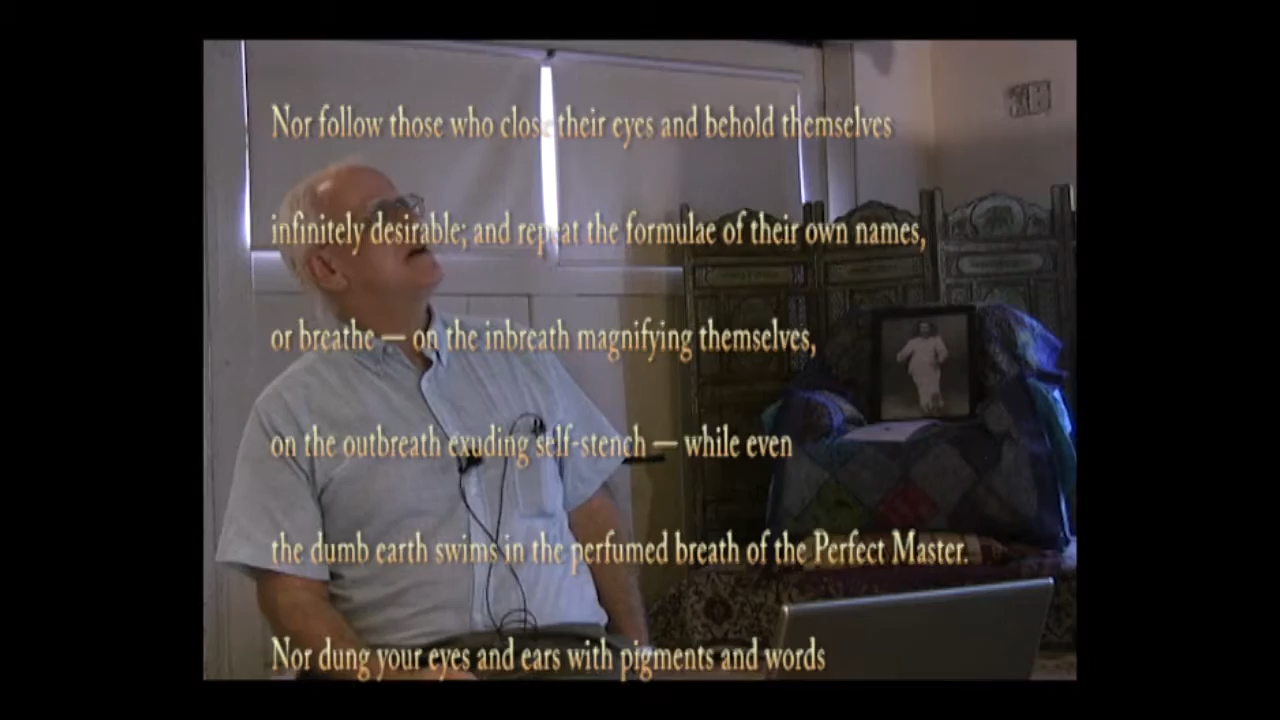 Nor follow those who close their eyes and behold themselves
infinitely desirable; and repeat the formulae of their own names,
or breathe — on the inbreath magnifying themselves,
on the outbreath exuding self-stench — while even
the dumb earth swims in the perfumed breath of the Perfect Master.
Nor dung your eyes and ears with pigments and words